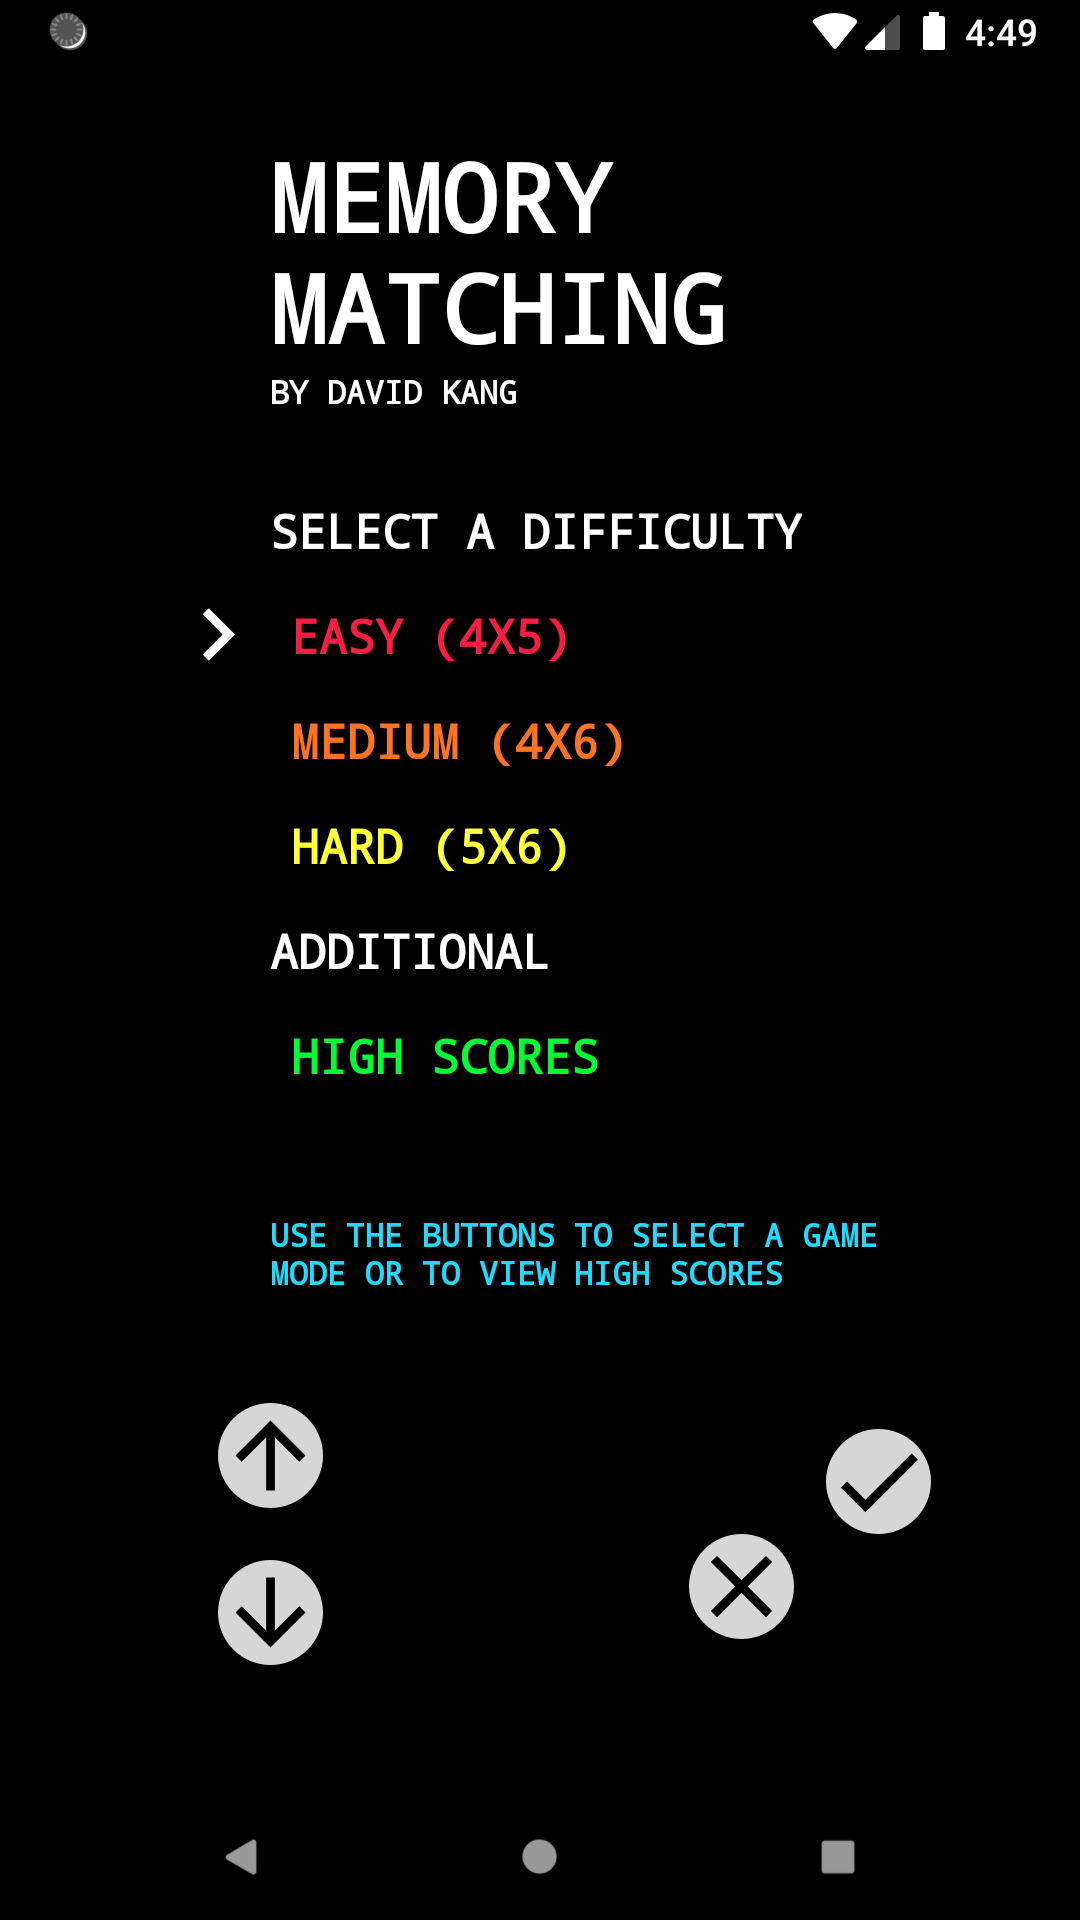 4:49
MEMORY
MATCHING
BY DAVID KANG
SELECT A DIFFICULTY
EASY (4X5)
MEDIUM (4X6)
HARD (5X6)
ADDITIONAL
HIGH SCORES
USE THE BUTTONS TO SELECT A GAME
MODE OR TO VIEW HIGH SCORES